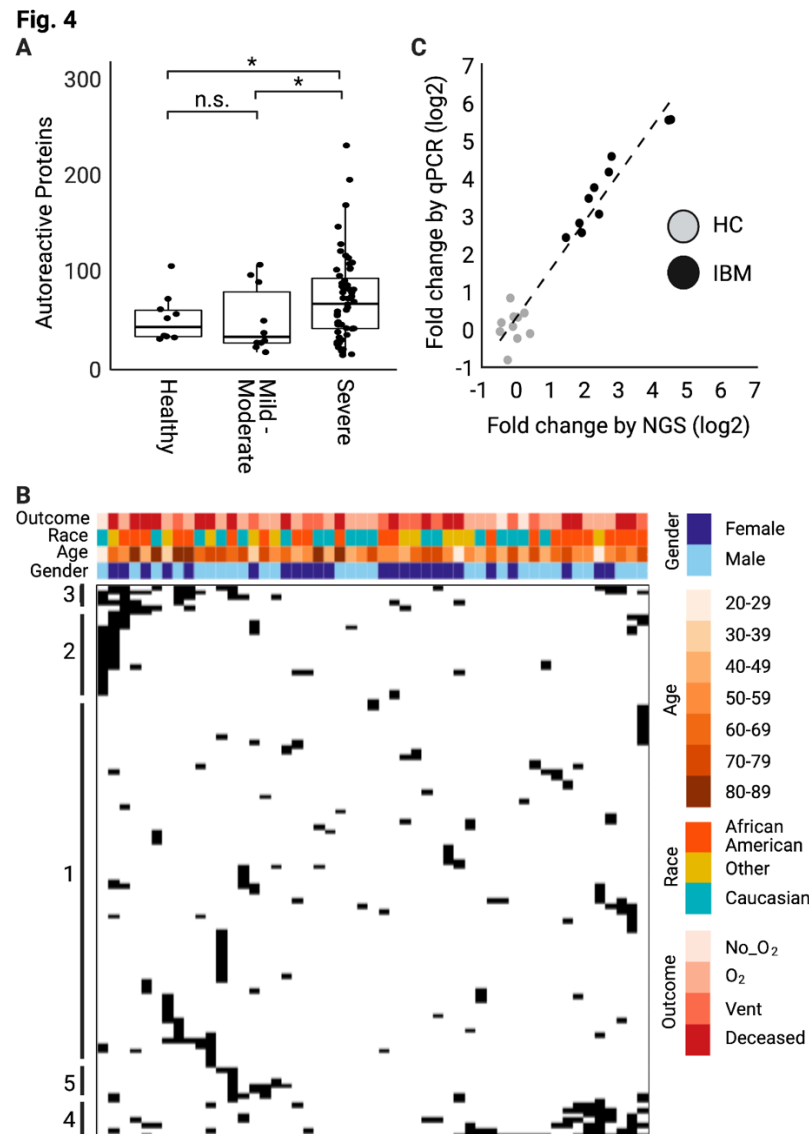 Fig. 4
A
300
200
100
0
Autoreactive Proteins
*
*
n.s.
Healthy
Mild -
Moderate
Severe
C
7
6
5
4
3
2
1
0
-1
Fold change by qPCR (log2)
HC
IBM
-1 0 1 2 3 4 5 6 7
Fold change by NGS (log2)
B
Outcome
Race
Age
Gender
3
2
1
5
4
Gender
Female
Male
Age
20-29
30-39
40-49
50-59
60-69
70-79
80-89
Race
African
American
Other
Caucasian
Outcome
No_O₂
O₂
Vent
Deceased